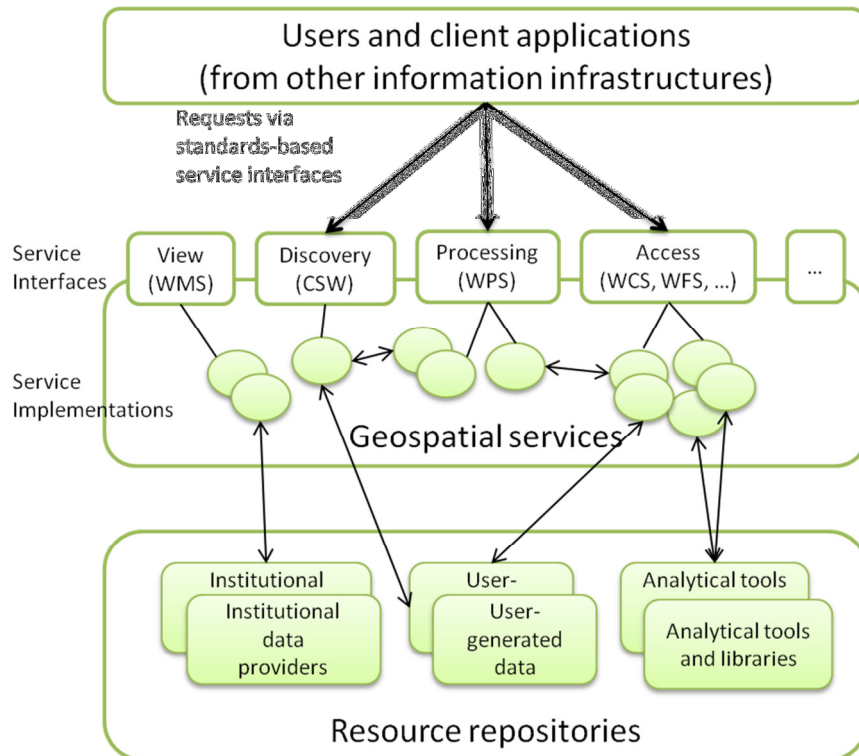 Users and client applications
(from other information infrastructures)
Requests via
standards-based
service interfaces
Service
Interfaces
View
(WMS)
Discovery
(CSW)
Processing
(WPS)
Access
(WCS, WFS, ...)
...
Service
Implementations
Geospatial services
Institutional
Institutional
data
providers
User-
User-
generated
data
Analytical tools
Analytical tools
and libraries
Resource repositories